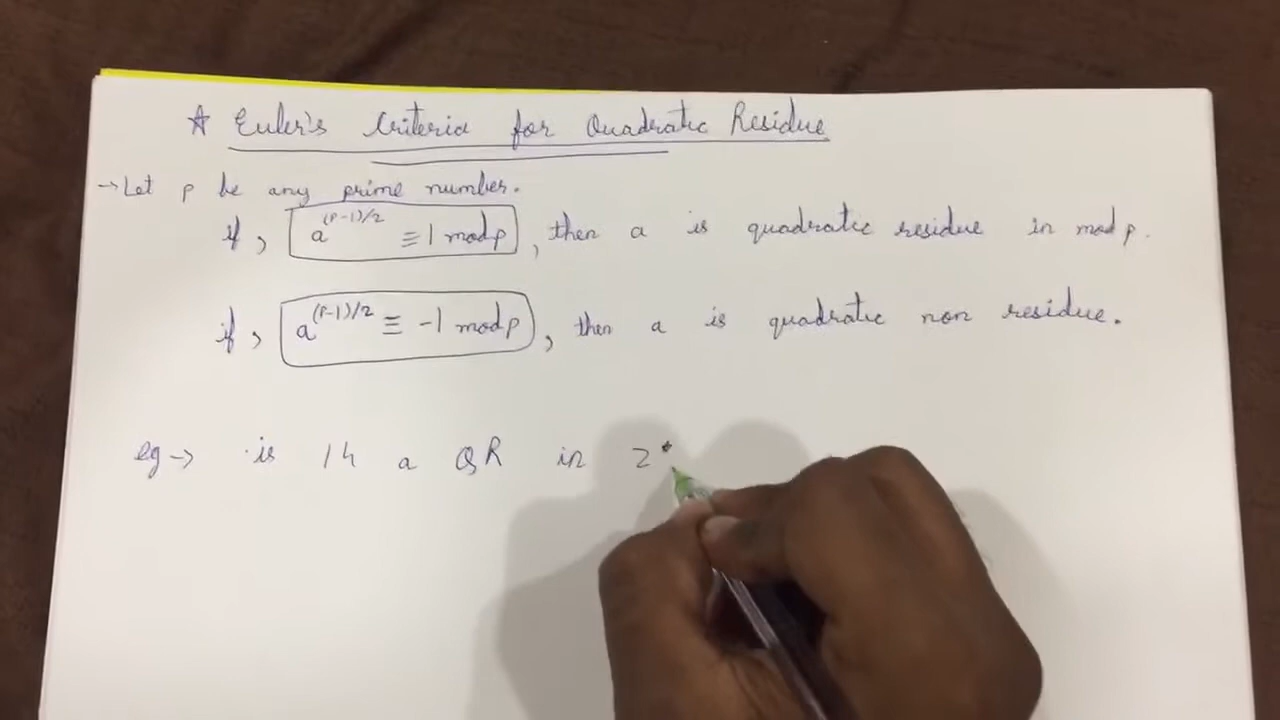 ☆ Euler's Criteria for Quadratic Residue
→ Let p be any prime number.
if, a^(p-1)/2 ≡ 1 mod p, then a is quadratic residue in mod p.
if, a^(p-1)/2 ≡ -1 mod p, then a is quadratic non residue.
eg → is 14 a QR in Z*